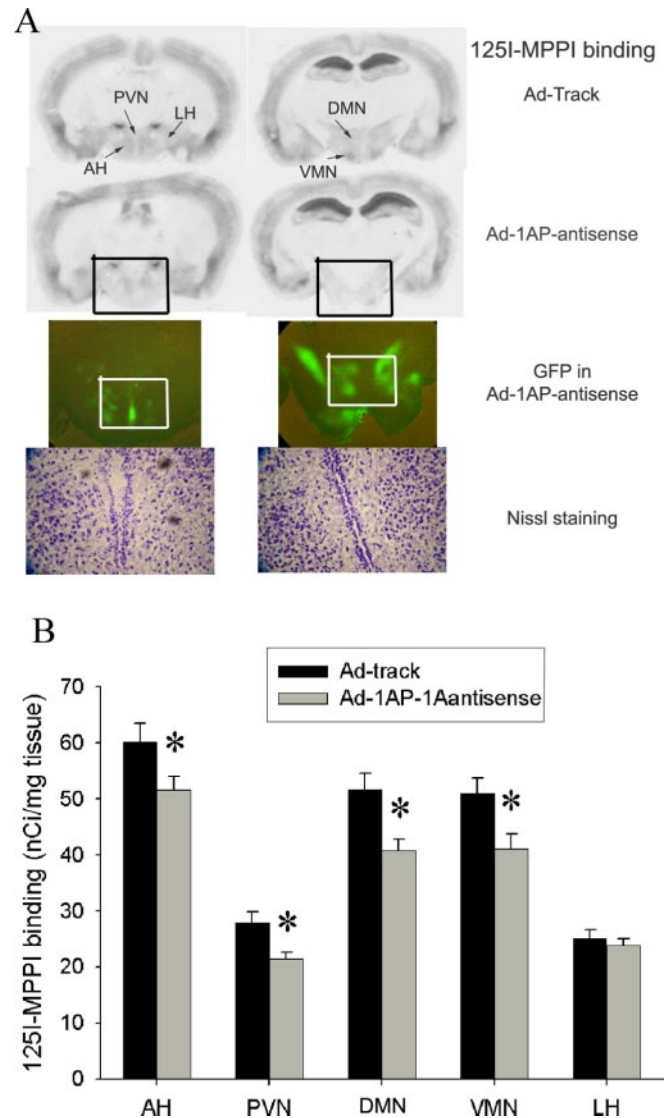 A
125I-MPPI binding
PVN
LH
AH
DMN
VMN
Ad-Track
Ad-1AP-antisense
GFP in
Ad-1AP-antisense
Nissl staining
B
Ad-track
Ad-1AP-1Aantisense
125I-MPPI binding (nCi/mg tissue)
70
60
50
40
30
20
10
0
*
*
*
*
AH
PVN
DMN
VMN
LH